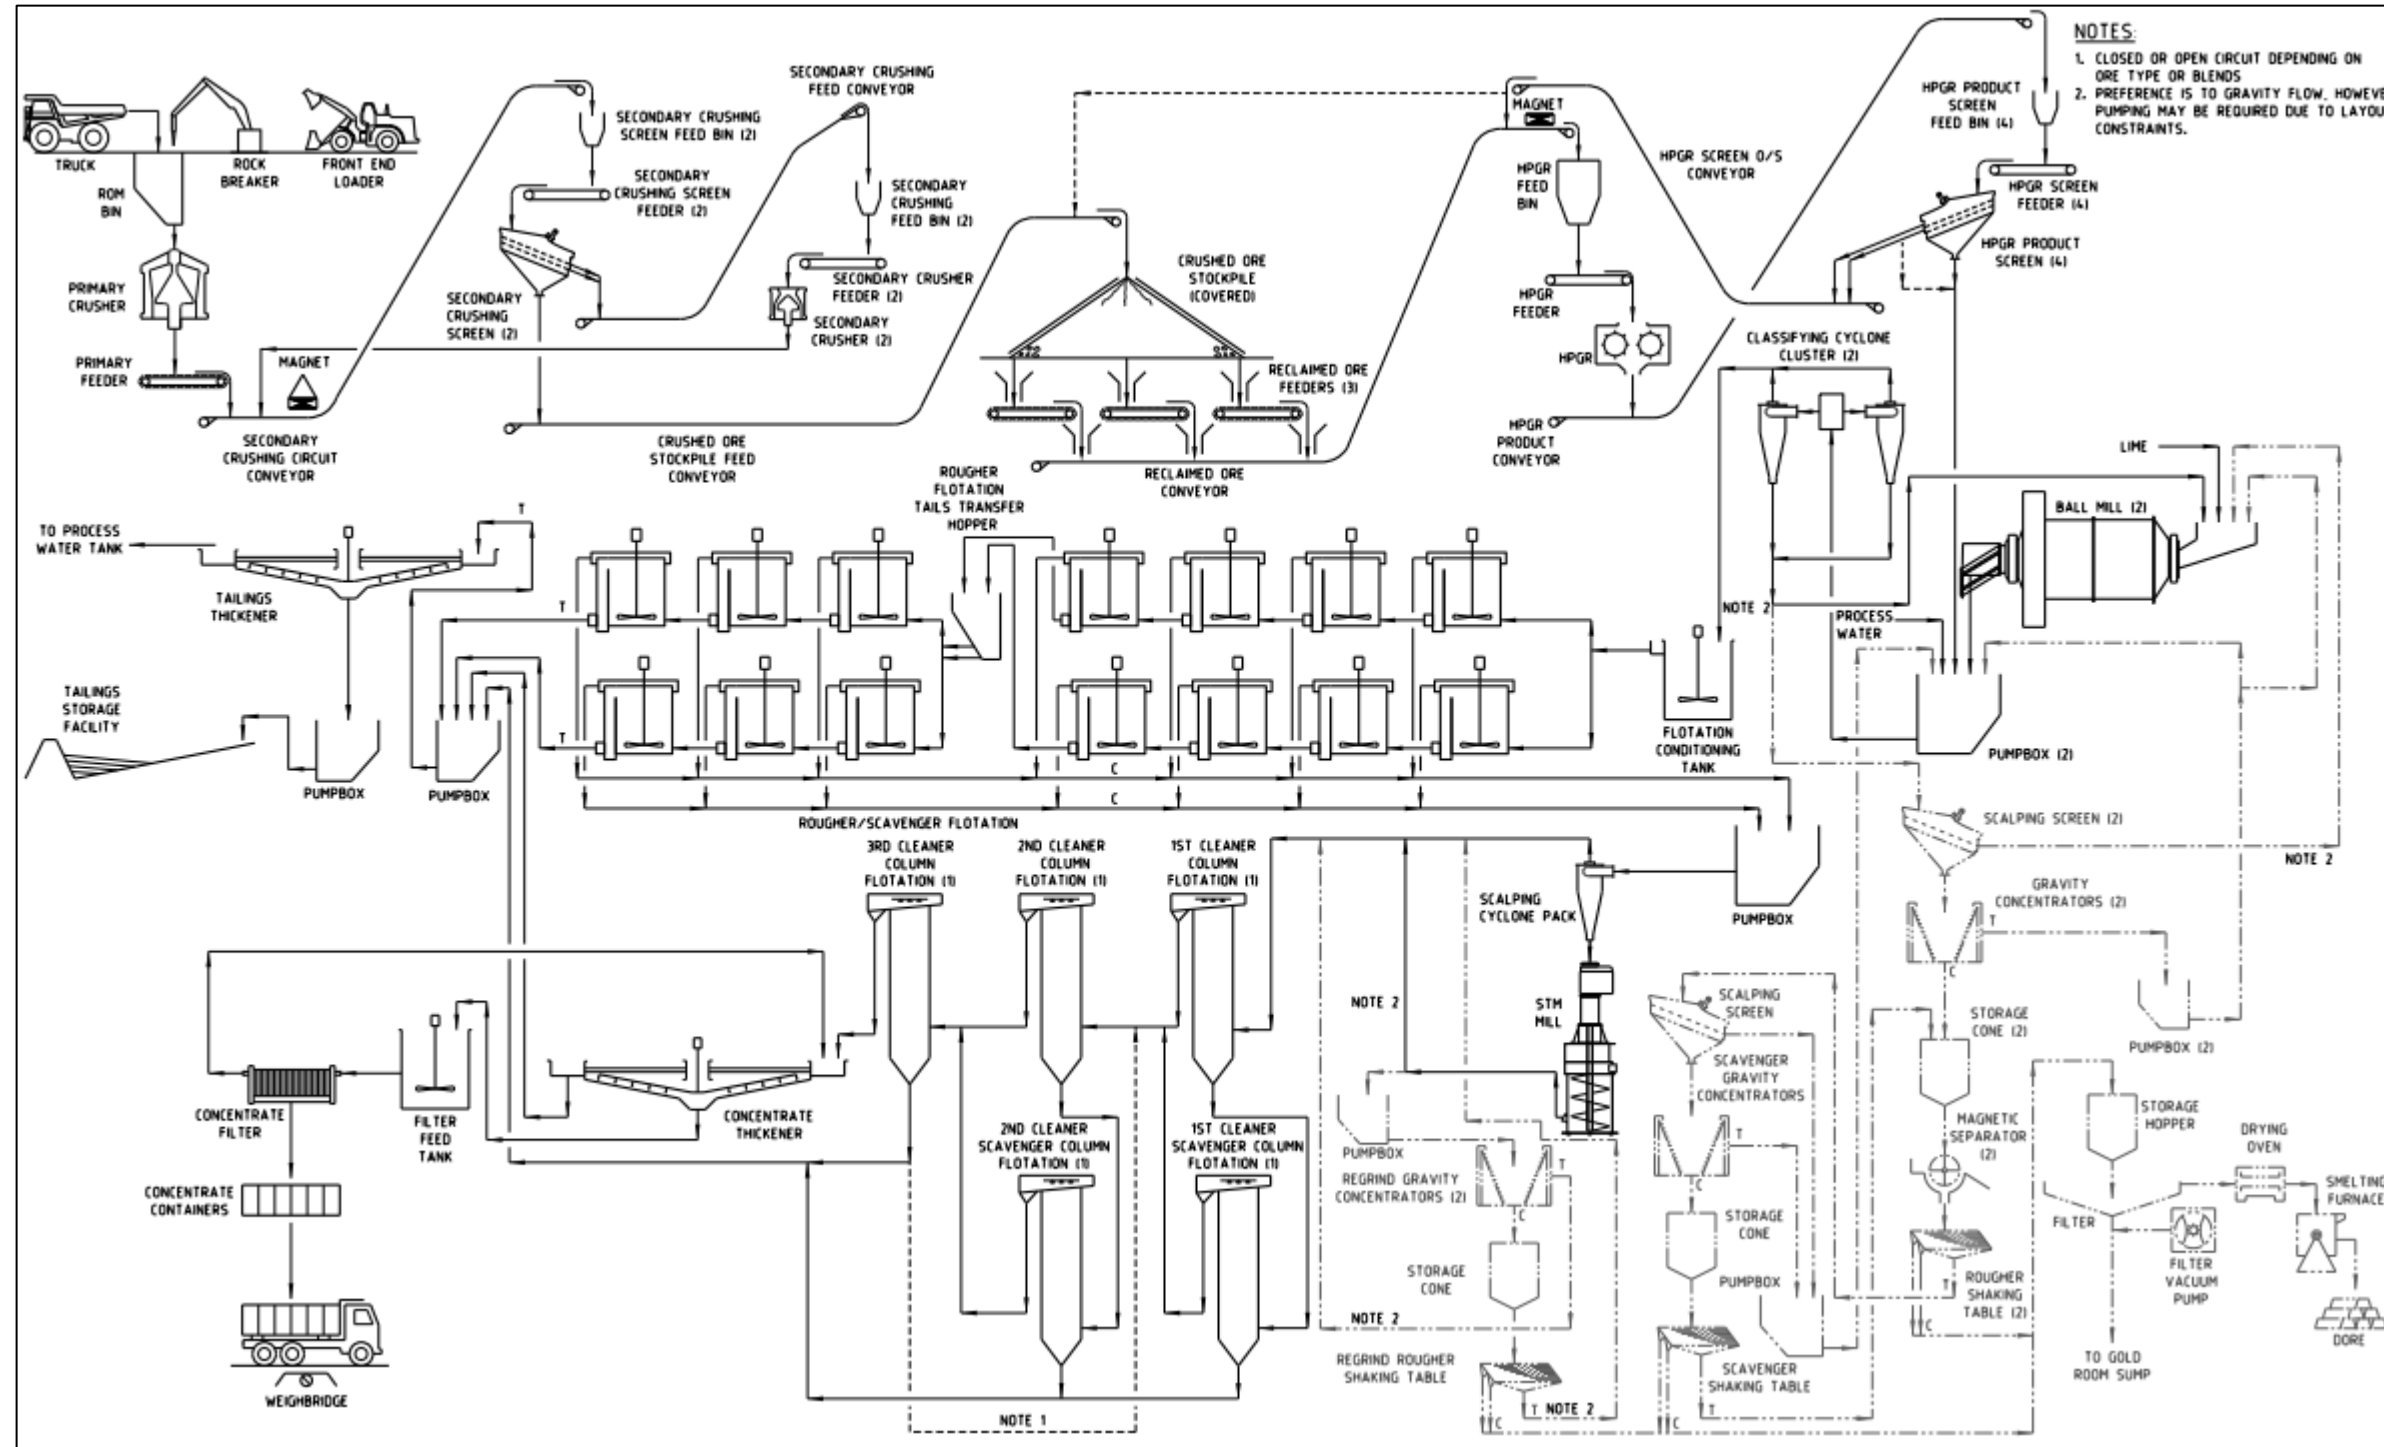 NOTES:
1. CLOSED OR OPEN CIRCUIT DEPENDING ON
ORE TYPE OR BLENDS
2. PREFERENCE IS TO GRAVITY FLOW, HOWEVE
PUMPING MAY BE REQUIRED DUE TO LAYOU
CONSTRAINTS.
TRUCK
ROCK
BREAKER
FRONT END
LOADER
ROM
BIN
PRIMARY
CRUSHER
PRIMARY
FEEDER
MAGNET
SECONDARY
CRUSHING CIRCUIT
CONVEYOR
SECONDARY CRUSHING
SCREEN FEED BIN (2)
SECONDARY
CRUSHING SCREEN
FEEDER (2)
SECONDARY
CRUSHING
SCREEN (2)
SECONDARY CRUSHING
FEED CONVEYOR
SECONDARY
CRUSHING
FEED BIN (2)
SECONDARY CRUSHER
FEEDER (2)
SECONDARY
CRUSHER (2)
CRUSHED ORE
STOCKPILE FEED
CONVEYOR
CRUSHED ORE
STOCKPILE
(COVERED)
RECLAIMED ORE
FEEDERS (3)
RECLAIMED ORE
CONVEYOR
MAGNET
HPGR
FEED
BIN
HPGR
FEEDER
HPGR
HPGR
PRODUCT
CONVEYOR
HPGR SCREEN O/S
CONVEYOR
HPGR PRODUCT
SCREEN
FEED BIN (4)
HPGR SCREEN
FEEDER (4)
HPGR PRODUCT
SCREEN (4)
CLASSIFYING CYCLONE
CLUSTER (2)
LIME
BALL MILL (2)
NOTE 2
PROCESS
WATER
PUMPBOX (2)
TO PROCESS
WATER TANK
T
TAILINGS
THICKENER
TAILINGS
STORAGE
FACILITY
PUMPBOX
PUMPBOX
T
T
ROUGHER
FLOTATION
TAILS TRANSFER
HOPPER
C
C
ROUGHER/SCAVENGER FLOTATION
FLOTATION
CONDITIONING
TANK
3RD CLEANER
COLUMN
FLOTATION (1)
2ND CLEANER
COLUMN
FLOTATION (1)
1ST CLEANER
COLUMN
FLOTATION (1)
SCALPING
CYCLONE PACK
PUMPBOX
SCALPING SCREEN (2)
NOTE 2
GRAVITY
CONCENTRATORS (2)
T
C
PUMPBOX (2)
STORAGE
CONE (2)
MAGNETIC
SEPARATOR
(2)
ROUGHER
SHAKING
TABLE (2)
T
C
STORAGE
HOPPER
DRYING
OVEN
SMELTING
FURNACE
FILTER
FILTER
VACUUM
PUMP
DORE
TO GOLD
ROOM SUMP
NOTE 2
STM
MILL
SCALPING
SCREEN
SCAVENGER
GRAVITY
CONCENTRATORS
T
C
STORAGE
CONE
PUMPBOX
SCAVENGER
SHAKING TABLE
T
C
PUMPBOX
REGRIND GRAVITY
CONCENTRATORS (2)
T
C
STORAGE
CONE
NOTE 2
REGRIND ROUGHER
SHAKING TABLE
C
T
NOTE 2
CONCENTRATE
FILTER
FILTER
FEED
TANK
CONCENTRATE
THICKENER
2ND CLEANER
SCAVENGER COLUMN
FLOTATION (1)
1ST CLEANER
SCAVENGER COLUMN
FLOTATION (1)
CONCENTRATE
CONTAINERS
WEIGHBRIDGE
NOTE 1